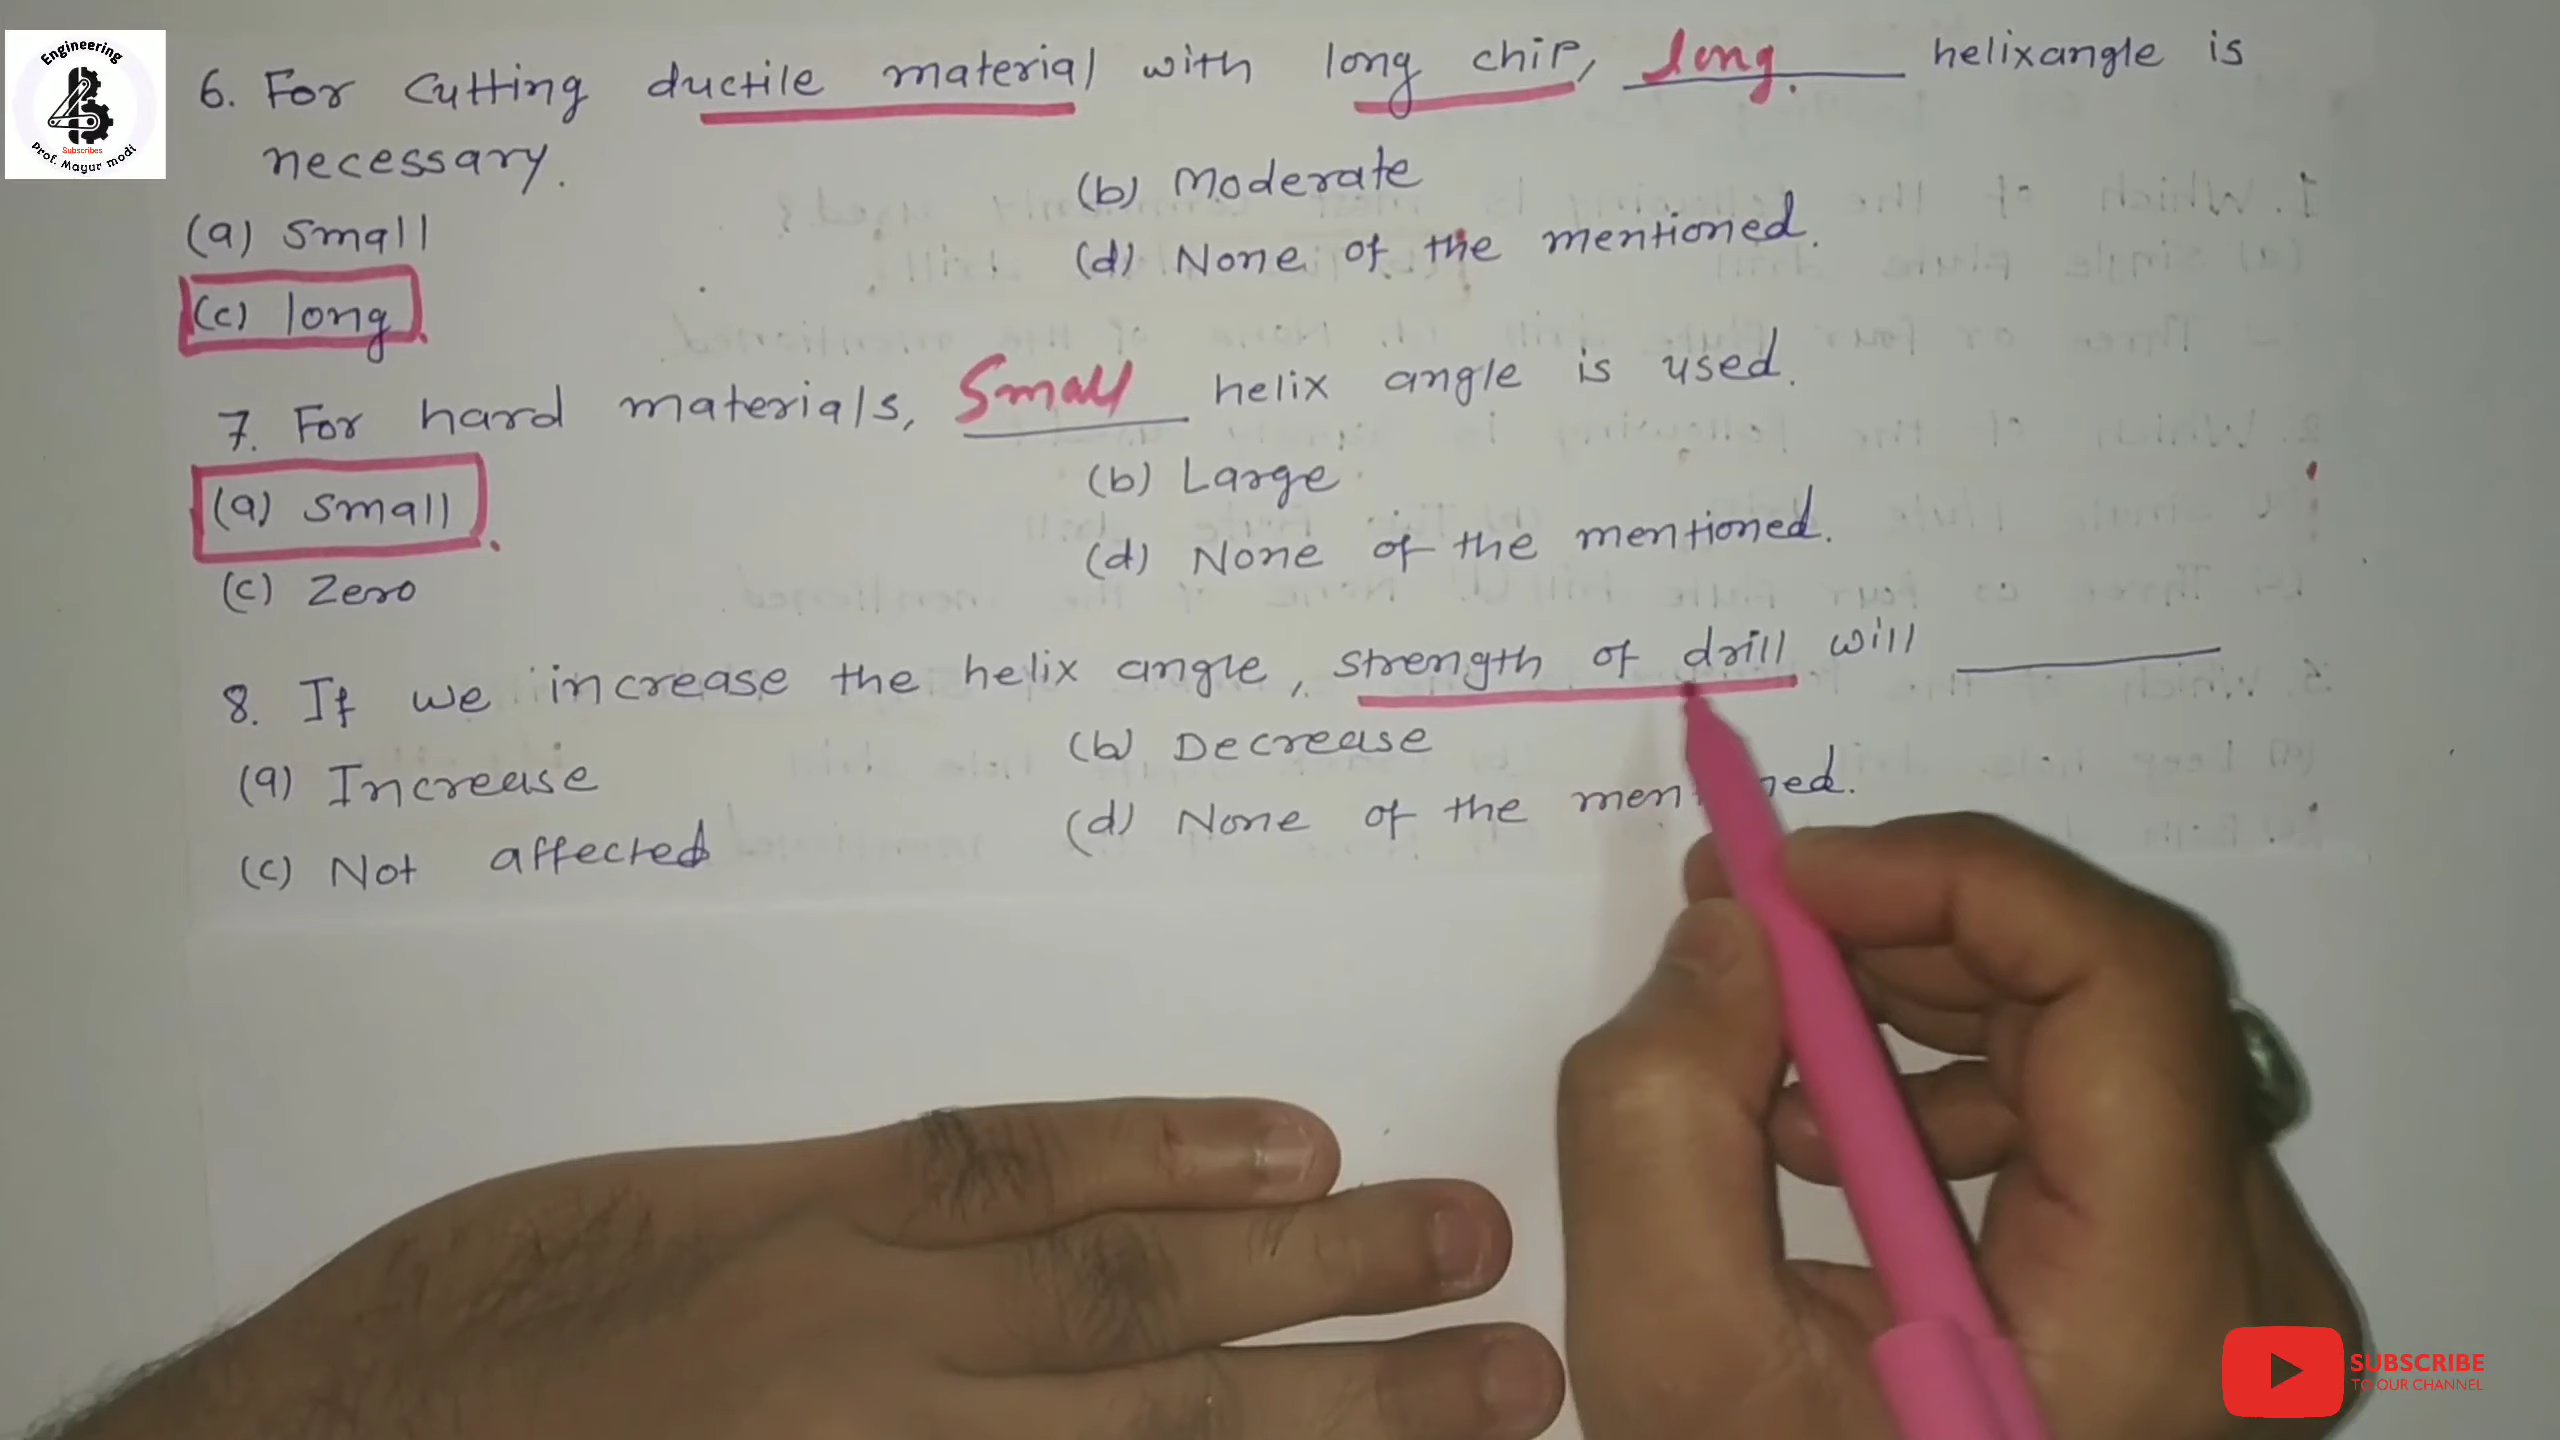 Engineering
Subscribes
Prof. Mayur modi
6. For Cutting ductile material with long chip, long helixangle is
necessary.
(a) Small
(b) Moderate
(c) long
(d) None of the mentioned.
7. For hard materials, Small helix angle is used.
(a) Small
(b) Large
(c) Zero
(d) None of the mentioned.
8. If we increase the helix angle, strength of drill will
(a) Increase
(b) Decrease
(c) Not affected
(d) None of the
SUBSCRIBE
TO OUR CHANNEL